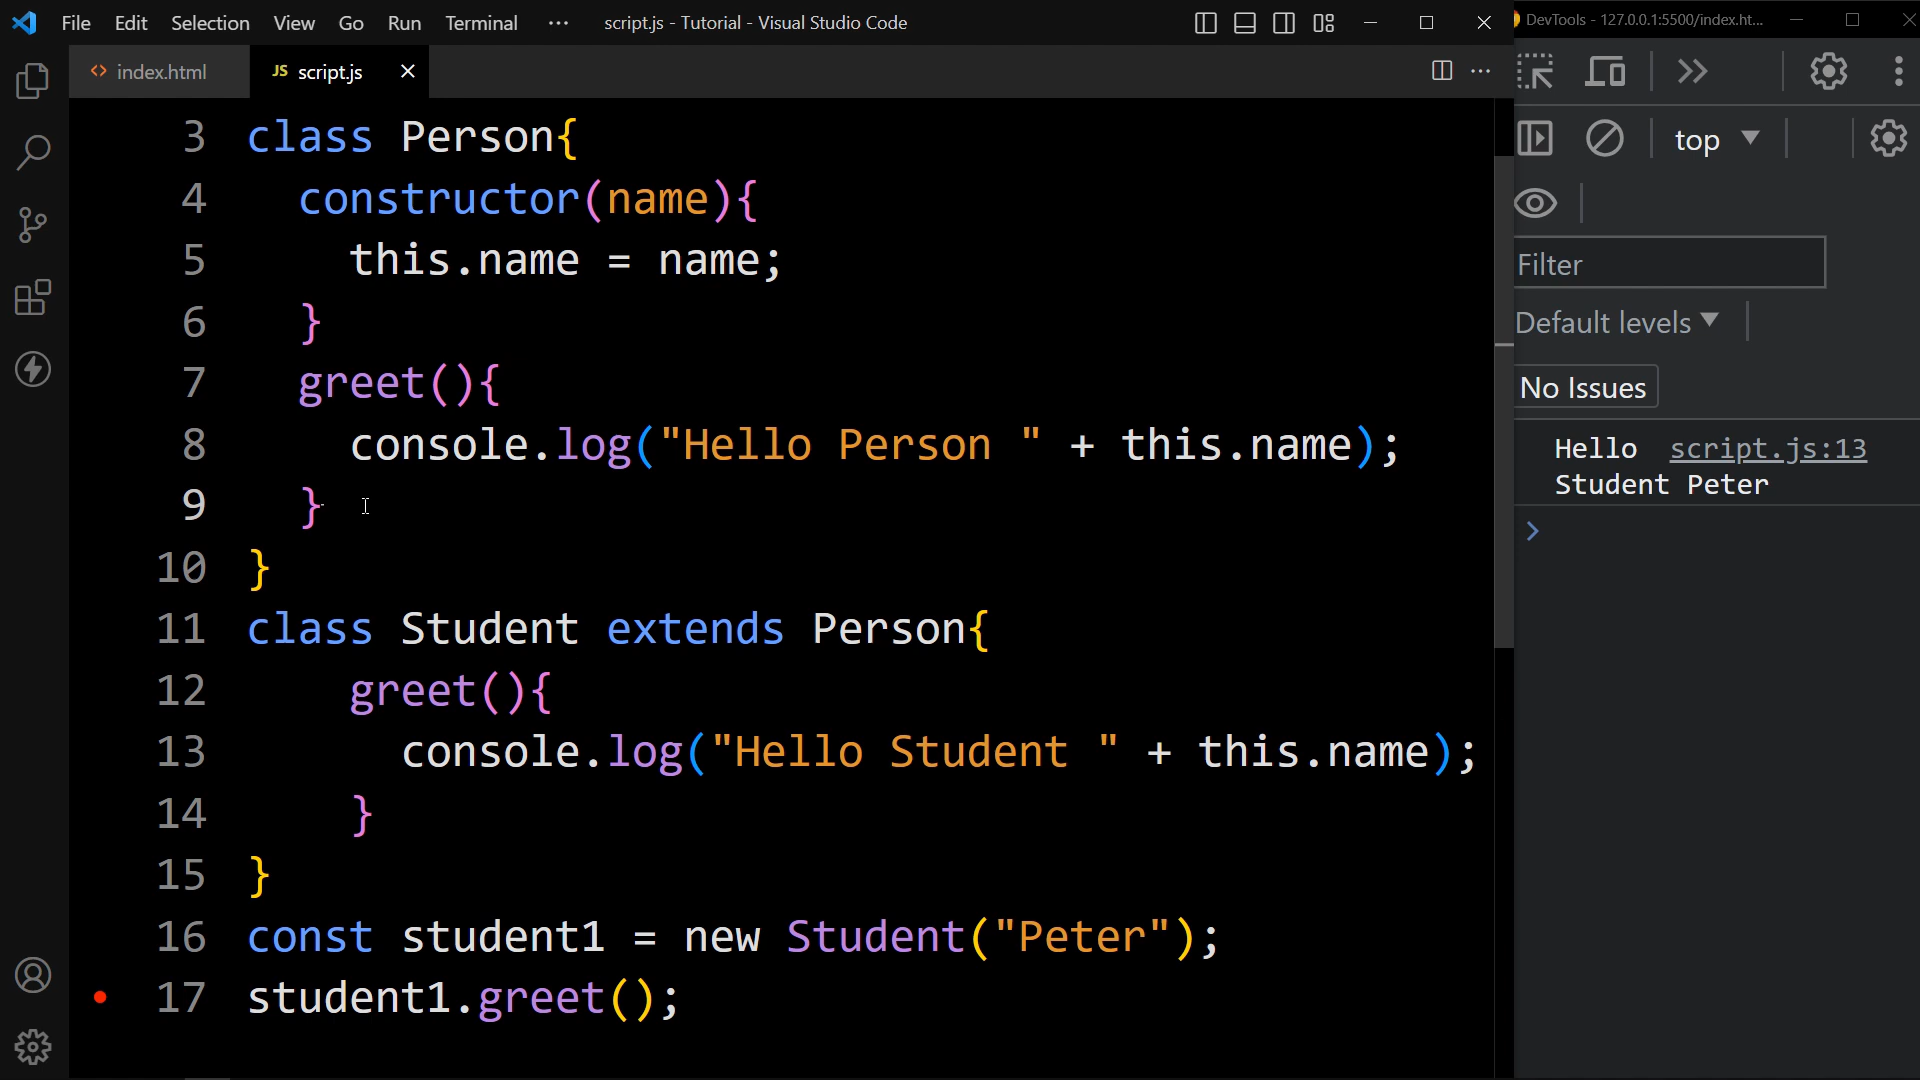 File Edit Selection View Go Run Terminal ··· script.js - Tutorial - Visual Studio Code
DevTools - 127.0.0.1:5500/index.ht...
index.html
JS script.js
top
Filter
Default levels
No Issues
Hello script.js:13
Student Peter
3 class Person{
4 constructor(name){
5 this.name = name;
6 }
7 greet(){
8 console.log("Hello Person " + this.name);
9 }
10 }
11 class Student extends Person{
12 greet(){
13 console.log("Hello Student " + this.name);
14 }
15 }
16 const student1 = new Student("Peter");
17 student1.greet();